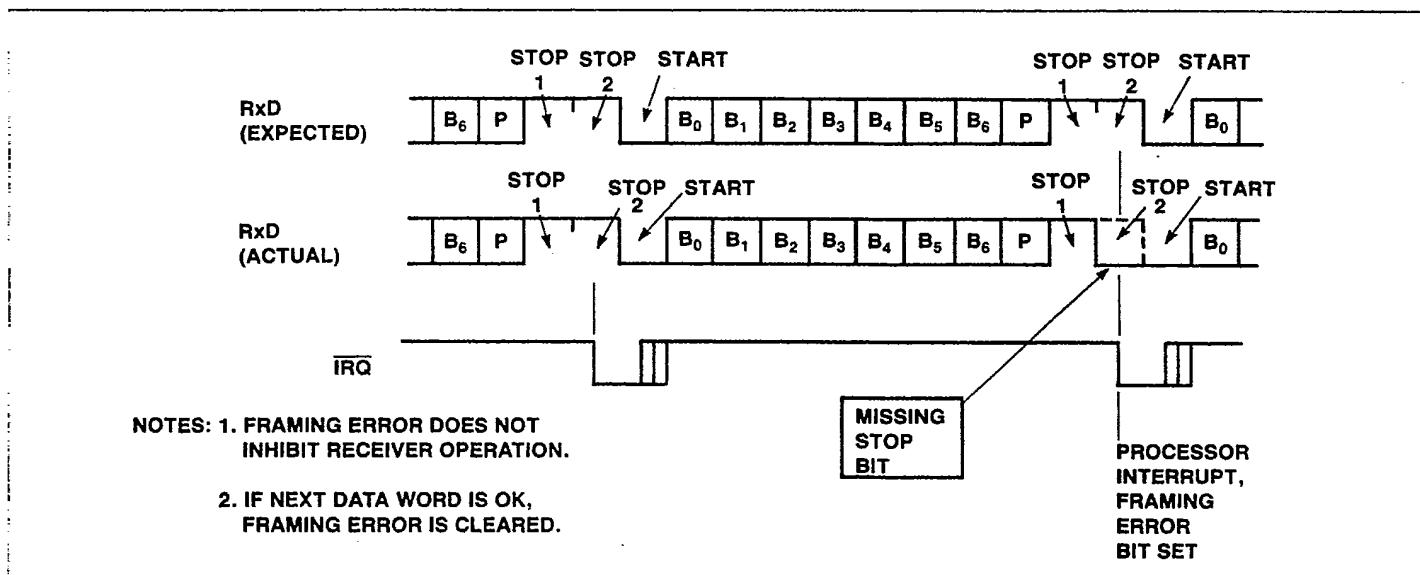 STOP STOP START
1 2
STOP STOP START
1 2
RxD
(EXPECTED)
B6 P B0 B1 B2 B3 B4 B5 B6 P B0
STOP STOP START
1 2
STOP STOP START
1 2
RxD
(ACTUAL)
B6 P B0 B1 B2 B3 B4 B5 B6 P B0
IRQ
NOTES: 1. FRAMING ERROR DOES NOT
INHIBIT RECEIVER OPERATION.
2. IF NEXT DATA WORD IS OK,
FRAMING ERROR IS CLEARED.
MISSING
STOP
BIT
PROCESSOR
INTERRUPT,
FRAMING
ERROR
BIT SET